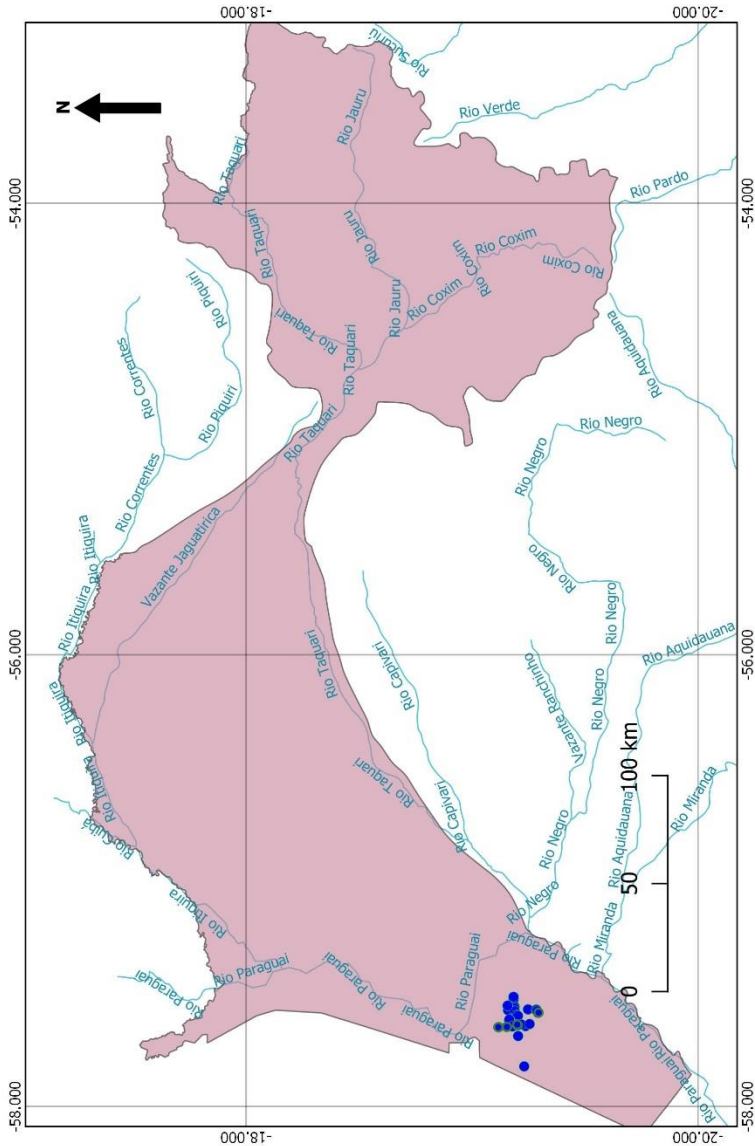 -18.000
-20.000
N
-54.000
-54.000
-56.000
-56.000
-58.000
-58.000
-18.000
-20.000
Rio Sucuriú
Rio Verde
Rio Jauru
Rio Taquari
Rio Pardo
Rio Taquari
Rio Jauru
Rio Coxim
Rio Coxim
Rio Coxim
Rio Piquiri
Rio Taquari
Rio Jauru
Rio Coxim
Rio Aquidauana
Rio Correntes
Rio Piquiri
Rio Taquari
Rio Taquari
Rio Negro
Rio Negro
Rio Correntes
Vazante Jaguatirica
Rio Itiquira
Rio Itiquira
Rio Negro
Rio Negro
Rio Taquari
Rio Capivari
Vazante Ranchinho
Rio Negro
Rio Aquidauana
Rio Itiquira
Rio Itiquira
Rio Itiquira
Rio Cuibá
Rio Taquari
Rio Capivari
Rio Negro
Rio Aquidauana
Rio Miranda
Rio Itiquira
Rio Negro
Rio Miranda
Rio Paraguai
Rio Paraguai
Rio Paraguai
Rio Paraguai
Rio Paraguai
Rio Paraguai
Rio Paraguai
Rio Paraguai
Rio Paraguai
0 50 100 km